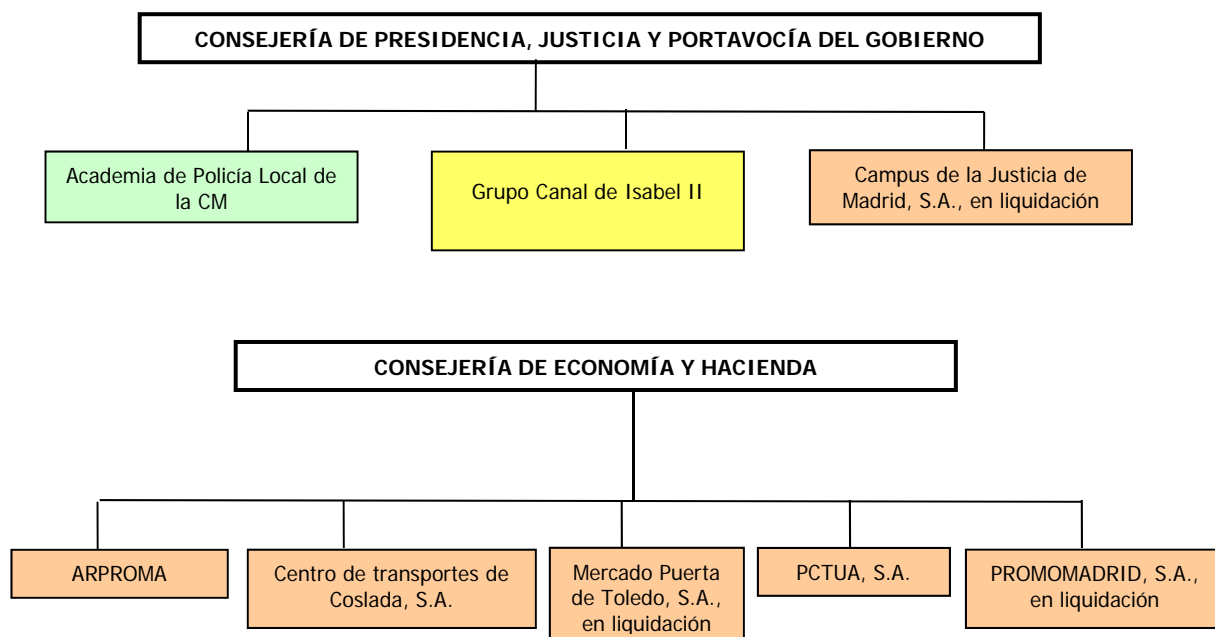 CONSEJERÍA DE PRESIDENCIA, JUSTICIA Y PORTAVOCÍA DEL GOBIERNO
Academia de Policía Local de
la CM
Grupo Canal de Isabel II
Campus de la Justicia de
Madrid, S.A., en liquidación
CONSEJERÍA DE ECONOMÍA Y HACIENDA
ARPROMA
Centro de transportes de
Coslada, S.A.
Mercado Puerta
de Toledo, S.A.,
en liquidación
PCTUA, S.A.
PROMOMADRID, S.A.,
en liquidación